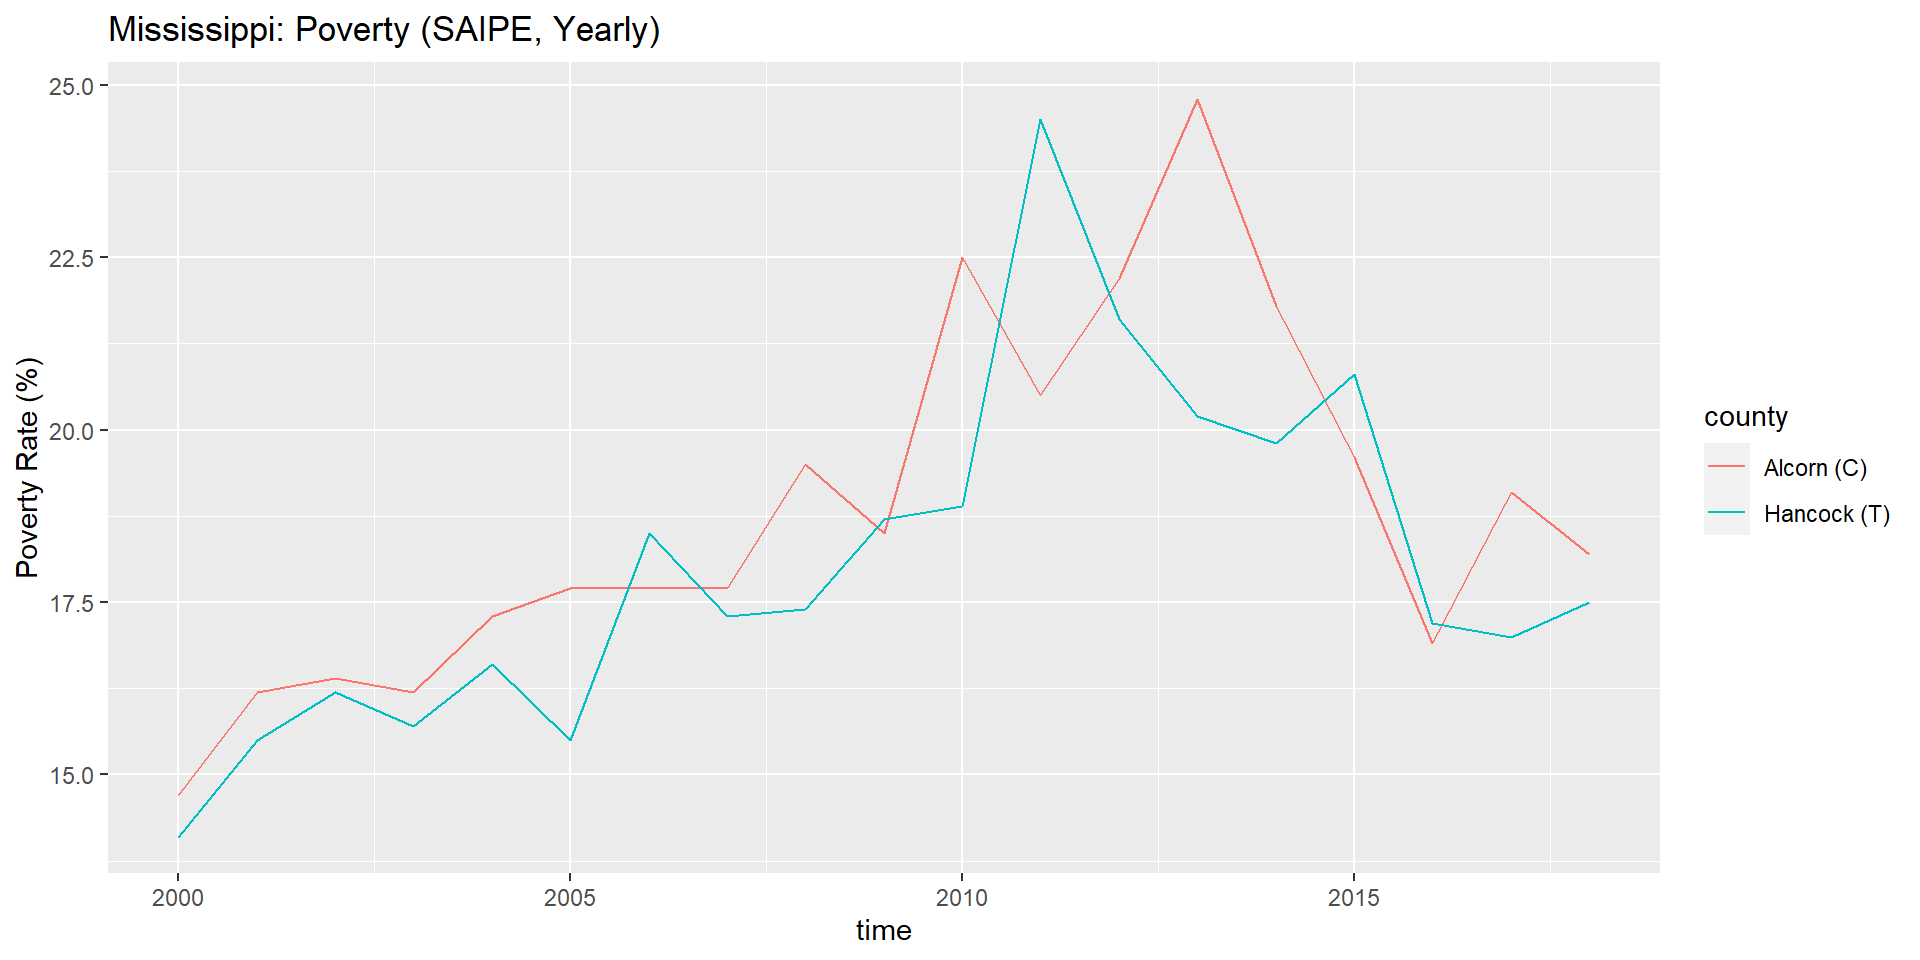 Mississippi: Poverty (SAIPE, Yearly)
25.0
22.5
20.0
17.5
15.0
Poverty Rate (%)
2000 2005 2010 2015
time
county
Alcorn (C)
Hancock (T)